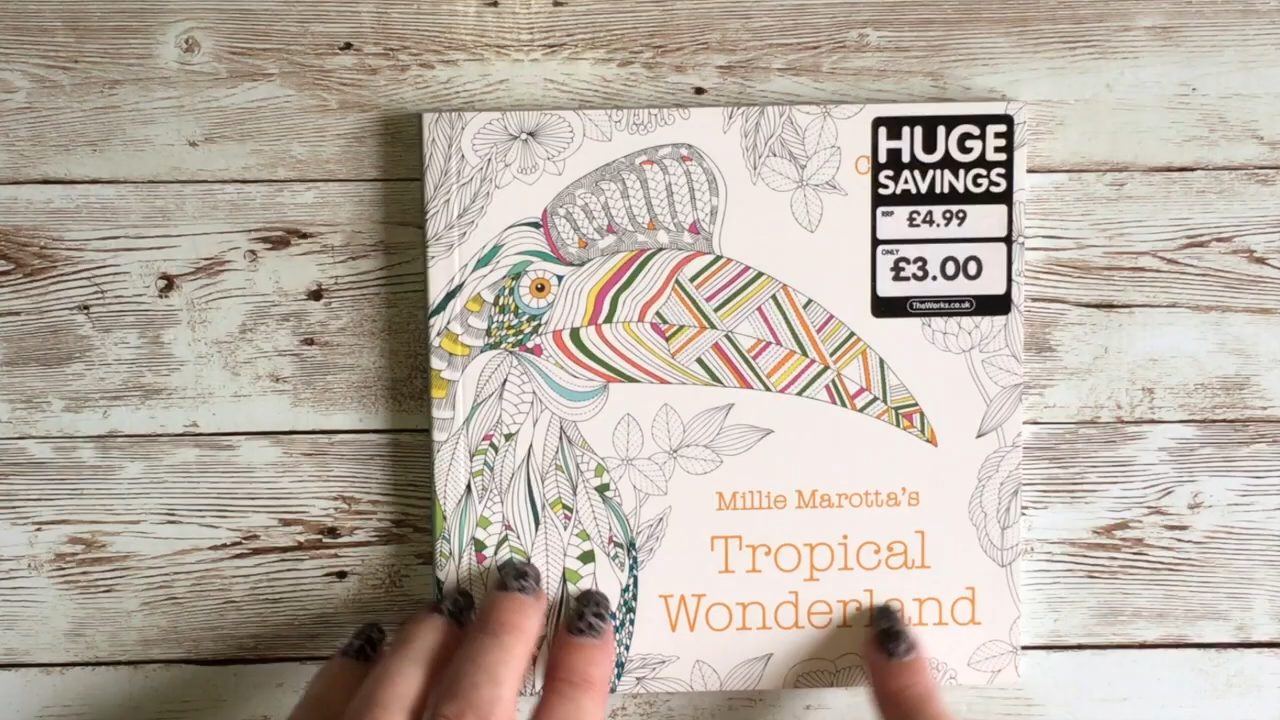 HUGE
SAVINGS
RRP £4.99
ONLY
£3.00
TheWorks.co.uk
Millie Marotta's
Tropical
Wonderland